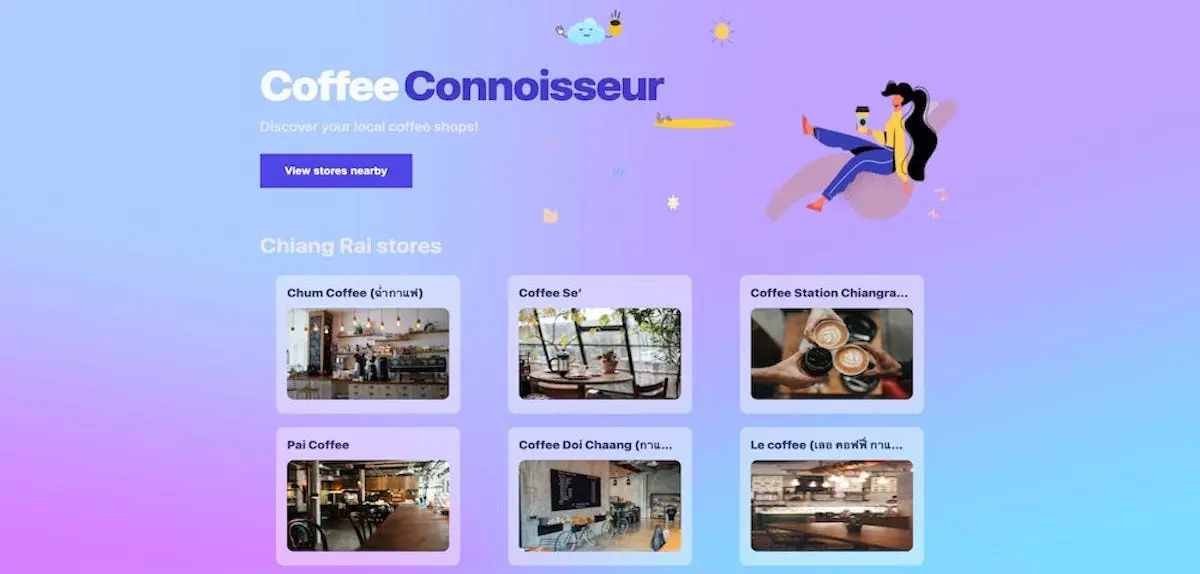 Coffee Connoisseur
Discover your local coffee shops!
View stores nearby
Chiang Rai stores
Chum Coffee (ฉ่ำกาแฟ)
Coffee Se’
Coffee Station Chiangra...
Pai Coffee
Coffee Doi Chaang (กาแ...
Le coffee (เลอ คอฟฟี่ กาแ...